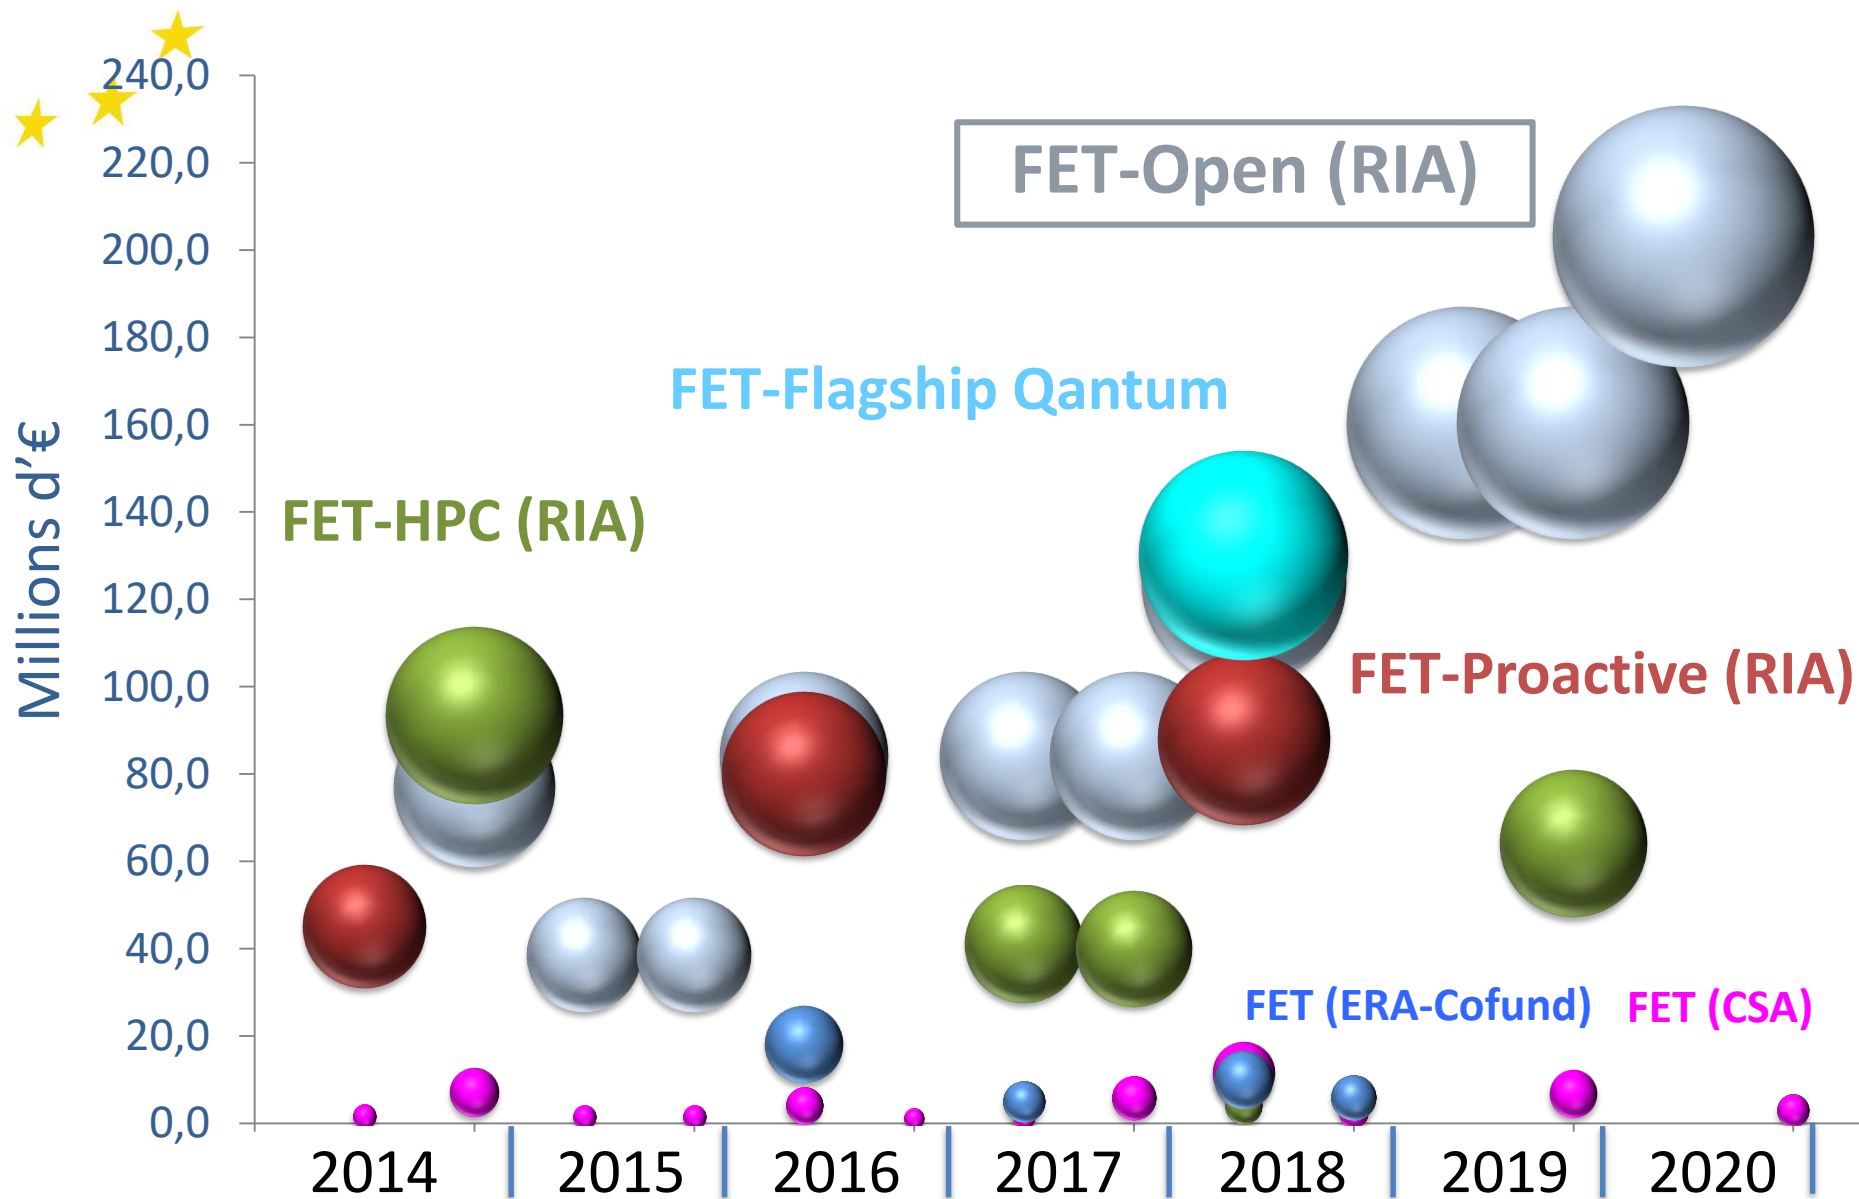 240,0
220,0
FET-Open (RIA)
200,0
180,0
FET-Flagship Qantum
160,0
Millions d'€
140,0
FET-HPC (RIA)
120,0
100,0
FET-Proactive (RIA)
80,0
60,0
40,0
FET (ERA-Cofund) FET (CSA)
20,0
0,0
2014 2015 2016 2017 2018 2019 2020